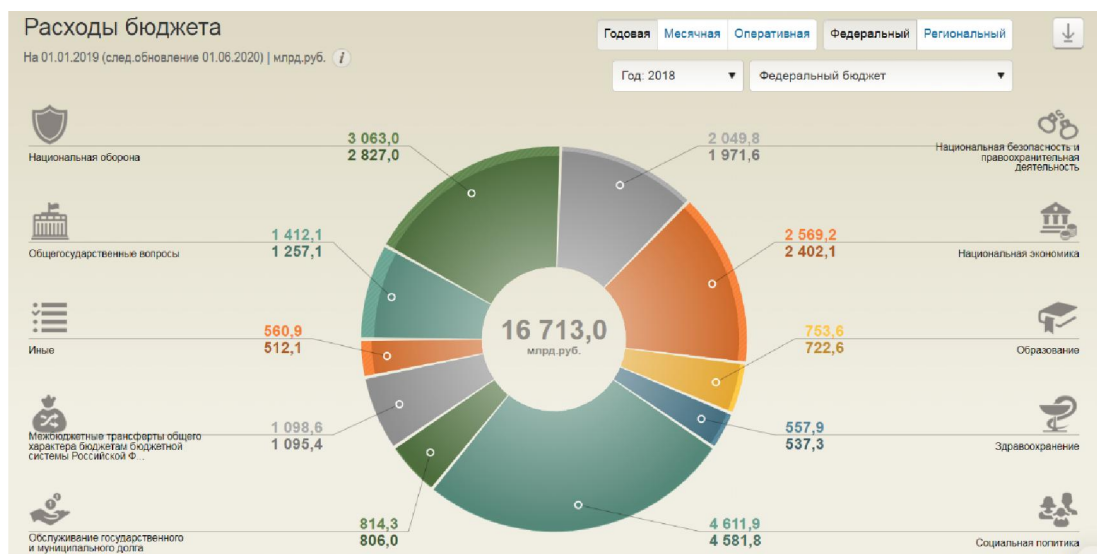 Расходы бюджета
На 01.01.2019 (след.обновление 01.06.2020) | млрд.руб. i
Годовая Месячная Оперативная Федеральный Региональный
Год: 2018 Федеральный бюджет
Национальная оборона
3 063,0
2 827,0
2 049,8
1 971,6
Национальная безопасность и
правоохранительная
деятельность
Общегосударственные вопросы
1 412,1
1 257,1
2 569,2
2 402,1
Национальная экономика
Иные
560,9
512,1
16 713,0
млрд.руб.
753,6
722,6
Образование
Межбюджетные трансферты общего
характера бюджетам бюджетной
системы Российской Ф...
1 098,6
1 095,4
557,9
537,3
Здравоохранение
Обслуживание государственного
и муниципального долга
814,3
806,0
4 611,9
4 581,8
Социальная политика